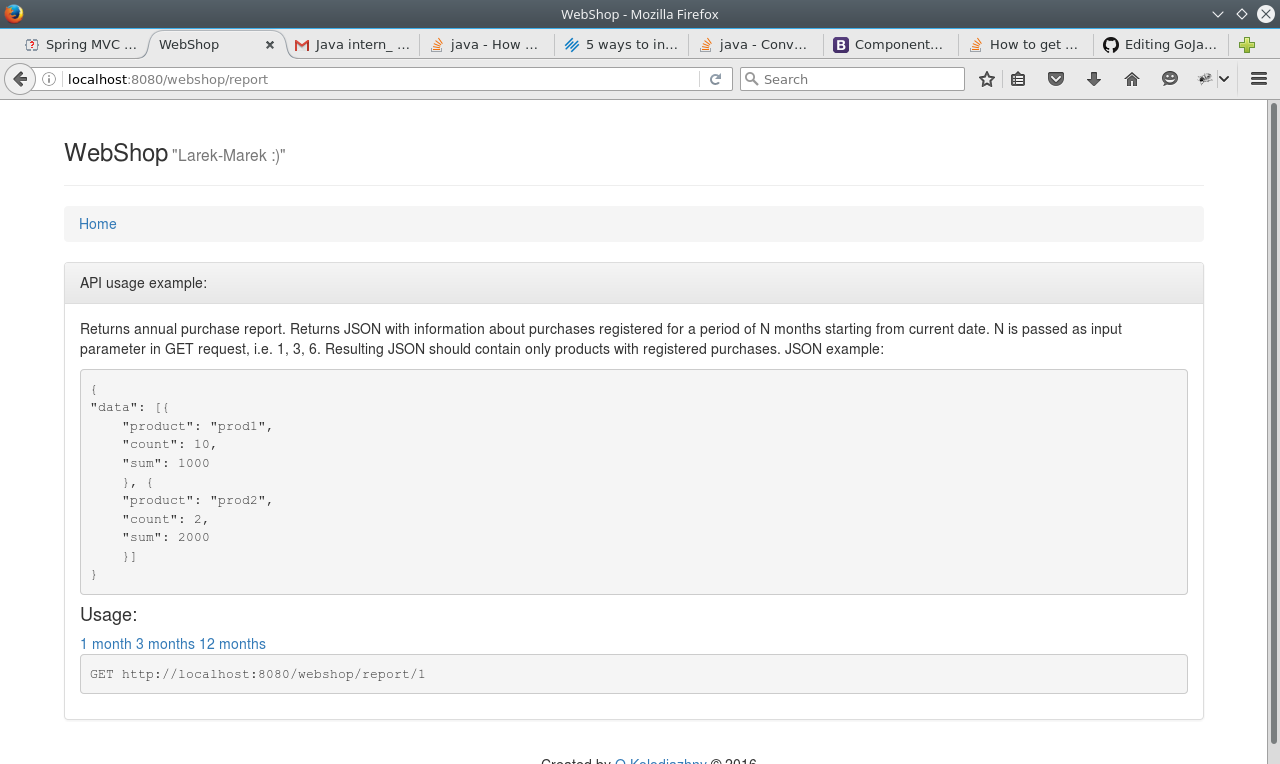 WebShop - Mozilla Firefox
Spring MVC ...
WebShop
Java intern_ ...
java - How ...
5 ways to in...
java - Conv...
B Component...
How to get ...
Editing GoJa...
localhost:8080/webshop/report
Search
WebShop "Larek-Marek :)"
Home
API usage example:
Returns annual purchase report. Returns JSON with information about purchases registered for a period of N months starting from current date. N is passed as input
parameter in GET request, i.e. 1, 3, 6. Resulting JSON should contain only products with registered purchases. JSON example:
{
"data": [{
    "product": "prod1",
    "count": 10,
    "sum": 1000
    }, {
    "product": "prod2",
    "count": 2,
    "sum": 2000
    }]
}
Usage:
1 month 3 months 12 months
GET http://localhost:8080/webshop/report/1
Created by O.Kolodiazhny © 2016